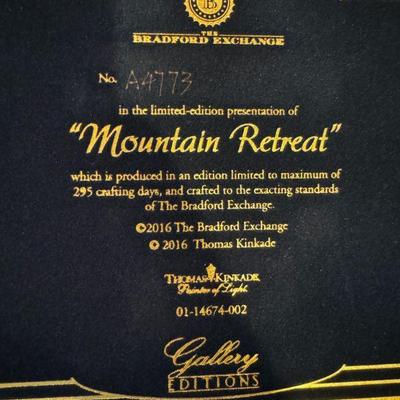 B
THE
BRADFORD EXCHANGE
No. A4773
in the limited-edition presentation of
"Mountain Retreat"
which is produced in an edition limited to maximum of
295 crafting days, and crafted to the exacting standards
of The Bradford Exchange.
©2016 The Bradford Exchange
© 2016 Thomas Kinkade
THOMAS KINKADE
Painter of Light.
01-14674-002
Gallery
EDITIONS